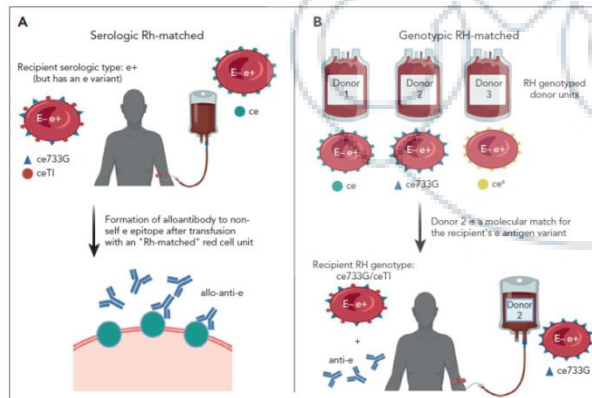 A
Serologic Rh-matched
Recipient serologic type: e+
(but has an e variant)
E– e+
ce
E– e+
ce733G
ceTI
Formation of alloantibody to non-
self e epitope after transfusion
with an "Rh-matched" red cell unit
allo-anti-e
B
Genotypic RH-matched
Donor
1
Donor
2
Donor
3
RH genotyped
donor units
E– e+
E– e+
E– e+
ce
ce733G
ceˢ
Donor 2 is a molecular match for
the recipient's e antigen variant
Recipient RH genotype:
ce733G/ceTI
E– e+
+
anti-e
Donor
2
E– e+
ce733G